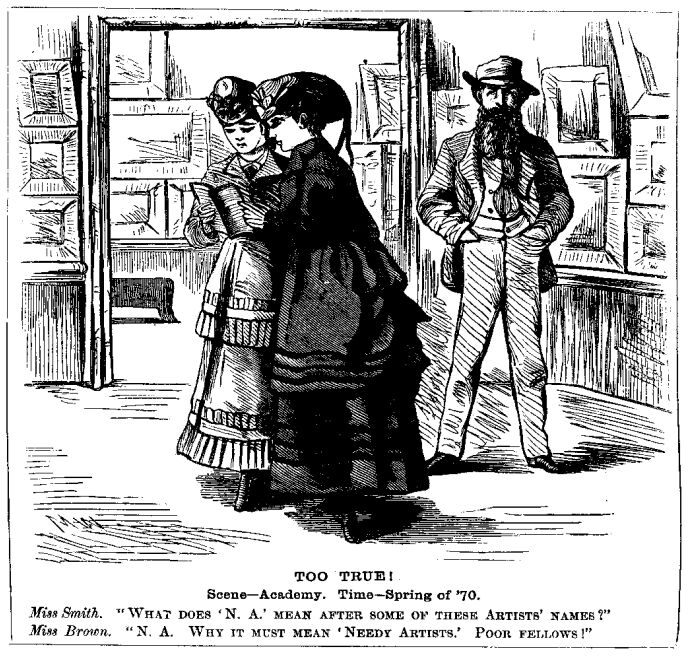 TOO TRUE!
Scene—Academy. Time—Spring of '70.
Miss Smith. "WHAT DOES 'N. A.' MEAN AFTER SOME OF THESE ARTISTS' NAMES?"
Miss Brown. "N. A. WHY IT MUST MEAN 'NEEDY ARTISTS.' POOR FELLOWS!"